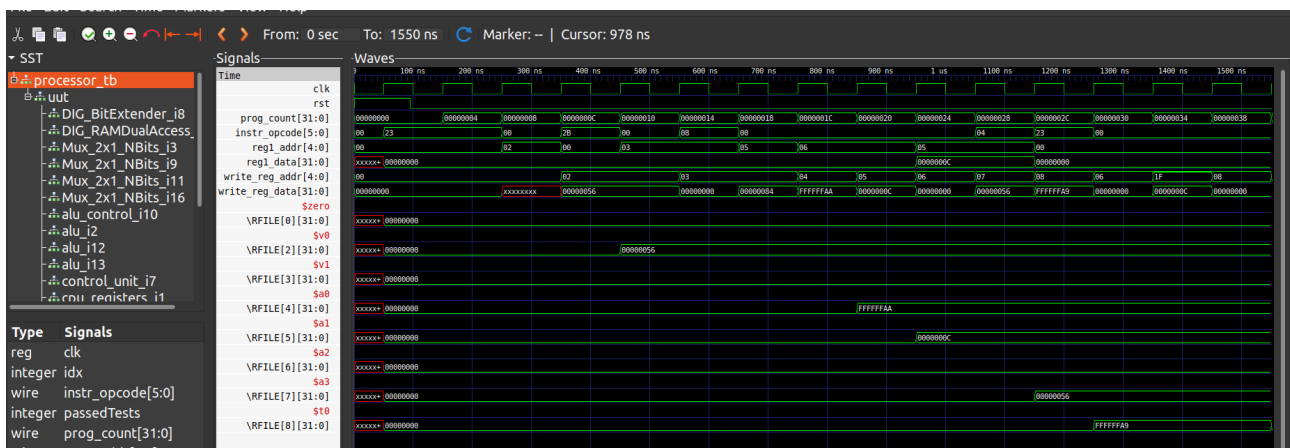 From: 0 sec To: 1550 ns Marker: -- | Cursor: 978 ns
SST
processor_tb
uut
DIG_BitExtender_i8
DIG_RAMDualAccess_
Mux_2x1_NBits_i3
Mux_2x1_NBits_i9
Mux_2x1_NBits_i11
Mux_2x1_NBits_i16
alu_control_i10
alu_i2
alu_i12
alu_i13
control_unit_i7
cpu_registers_i1
Type Signals
reg clk
integer idx
wire instr_opcode[5:0]
integer passedTests
wire prog_count[31:0]
Signals
Time
clk
rst
prog_count[31:0]
instr_opcode[5:0]
reg1_addr[4:0]
reg1_data[31:0]
write_reg_addr[4:0]
write_reg_data[31:0]
$zero
\RFILE[0][31:0]
$v0
\RFILE[2][31:0]
$v1
\RFILE[3][31:0]
$a0
\RFILE[4][31:0]
$a1
\RFILE[5][31:0]
$a2
\RFILE[6][31:0]
$a3
\RFILE[7][31:0]
$t0
\RFILE[8][31:0]
Waves
100 ns 200 ns 300 ns 400 ns 500 ns 600 ns 700 ns 800 ns 900 ns 1 us 1100 ns 1200 ns 1300 ns 1400 ns 1500 ns
00000000 00000004 00000008 0000000C 00000010 00000014 00000018 0000001C 00000020 00000024 00000028 0000002C 00000030 00000034 00000038
00 23 00 2B 00 08 00 04 23 00
00 02 00 03 05 06 05 00
xxxxx+ 00000000 0000000C 00000000
00 02 03 04 05 06 07 08 06 1F 08
00000000 xxxxxxxx 00000056 00000000 00000084 FFFFFFAA 0000000C 00000000 00000056 FFFFFFA9 00000000 0000000C 00000000
xxxxx+ 00000000
xxxxx+ 00000000 00000056
xxxxx+ 00000000
xxxxx+ 00000000 FFFFFFAA
xxxxx+ 00000000 0000000C
xxxxx+ 00000000
xxxxx+ 00000000 00000056
xxxxx+ 00000000 FFFFFFA9